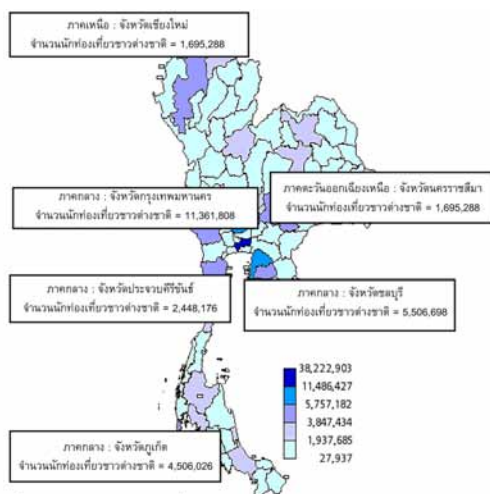 ภาคเหนือ : จังหวัดเชียงใหม่
จำนวนนักท่องเที่ยวชาวต่างชาติ = 1,695,288
ภาคกลาง : จังหวัดกรุงเทพมหานคร
จำนวนนักท่องเที่ยวชาวต่างชาติ = 11,361,808
ภาคตะวันออกเฉียงเหนือ : จังหวัดนครราชสีมา
จำนวนนักท่องเที่ยวชาวต่างชาติ = 1,695,288
ภาคกลาง : จังหวัดประจวบคีรีขันธ์
จำนวนนักท่องเที่ยวชาวต่างชาติ = 2,448,176
ภาคกลาง : จังหวัดชลบุรี
จำนวนนักท่องเที่ยวชาวต่างชาติ = 5,506,698
38,222,903
11,486,427
5,757,182
3,847,434
1,937,685
27,937
ภาคกลาง : จังหวัดภูเก็ต
จำนวนนักท่องเที่ยวชาวต่างชาติ = 4,506,026